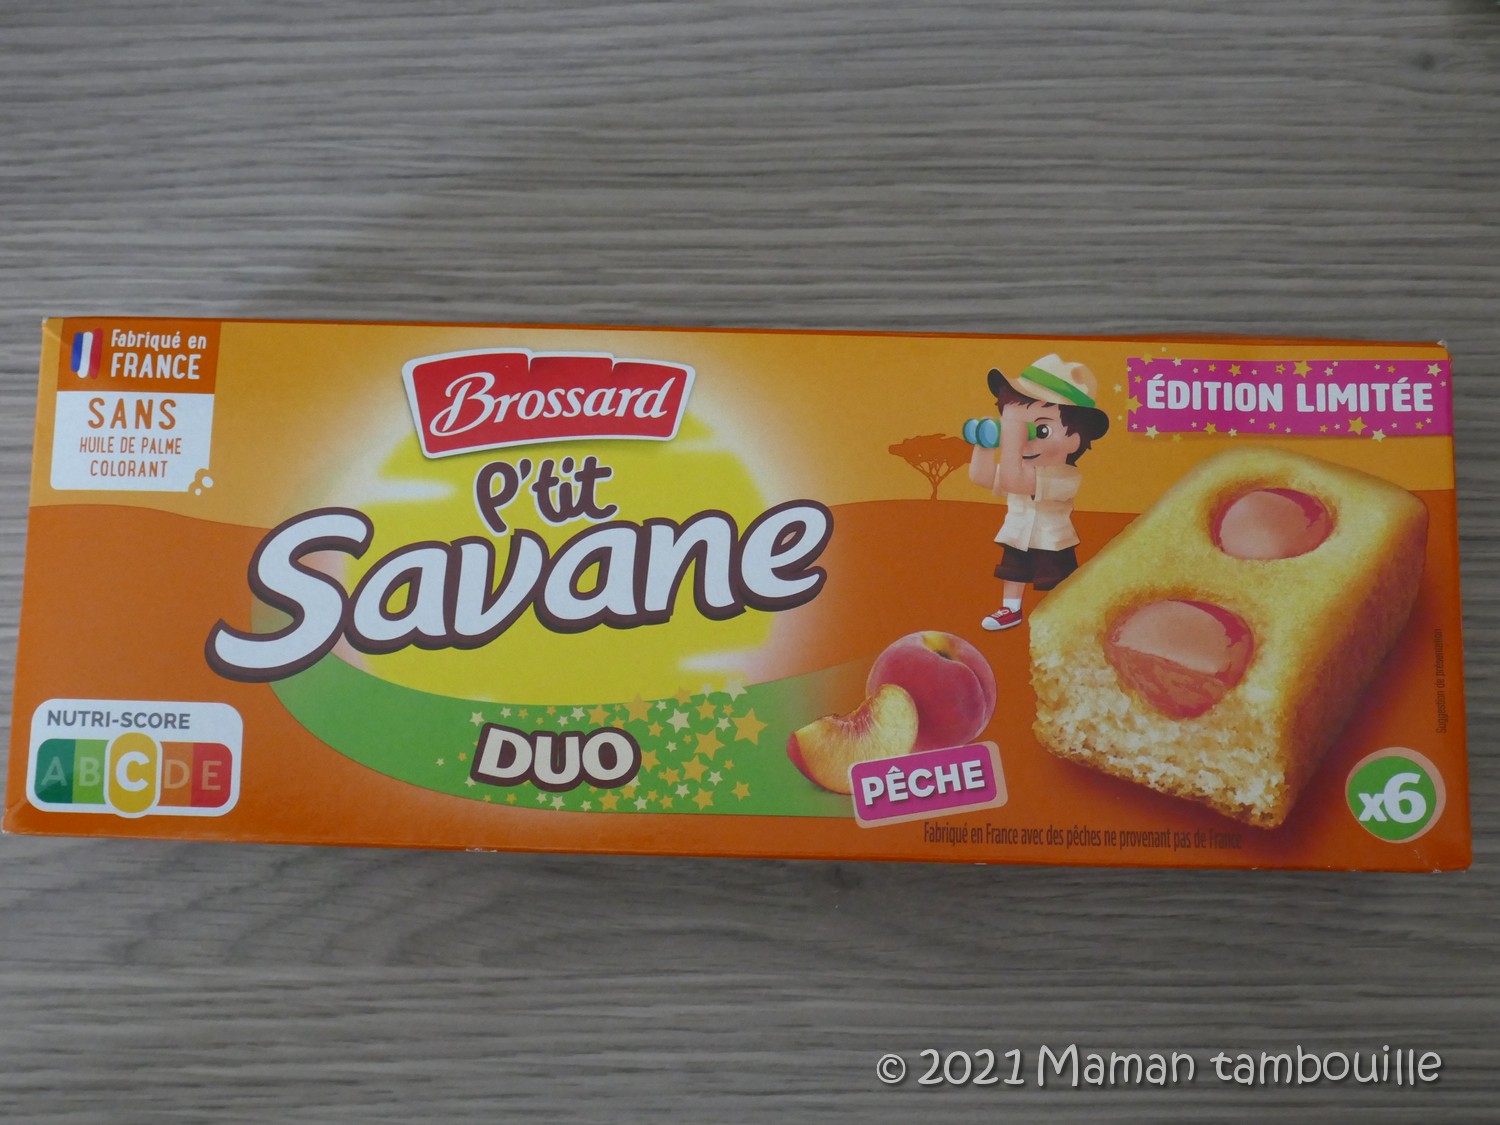 Fabriqué en
FRANCE
SANS
HUILE DE PALME
COLORANT
Brossard
P'tit
Savane
DUO
ÉDITION LIMITÉE
NUTRI-SCORE
A B C D E
PÊCHE
x6
Fabriqué en France avec des pêches ne provenant pas de France
Suggestion de présentation
© 2021 Maman tambouille